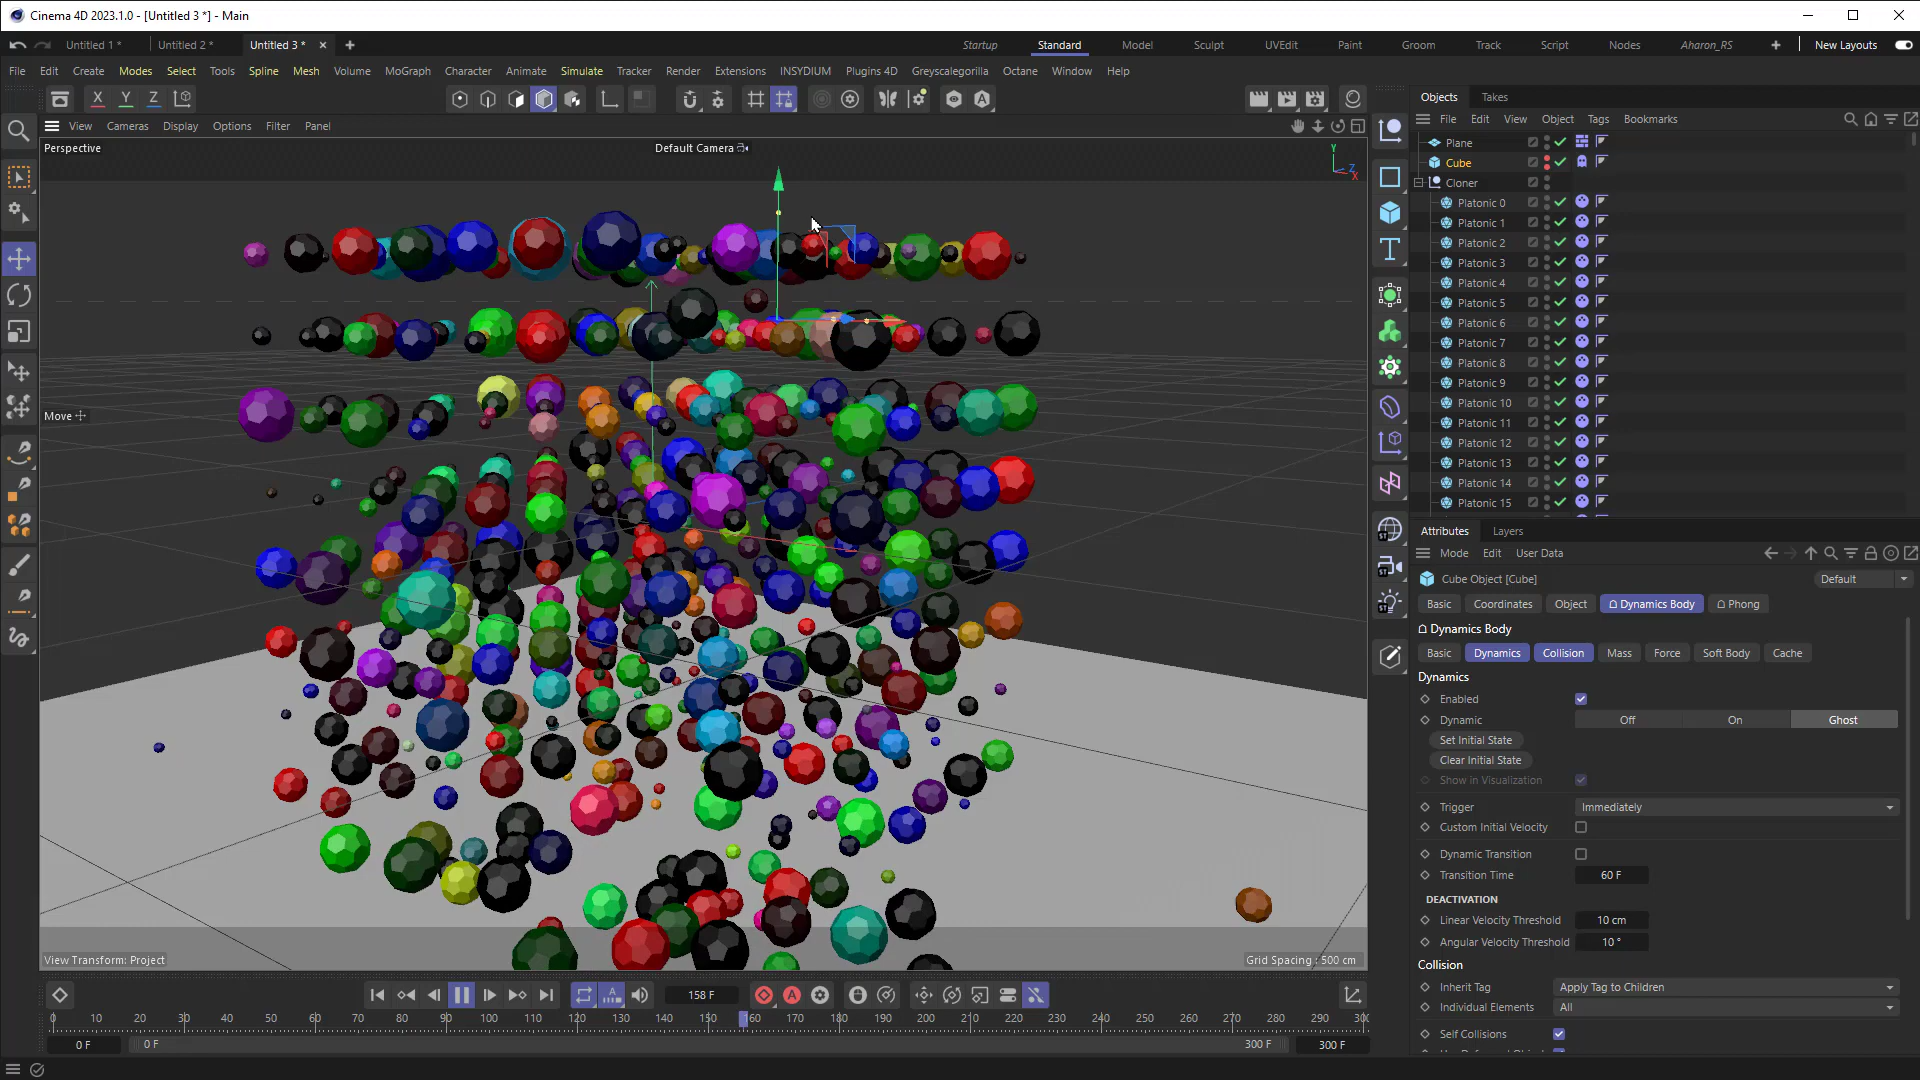 Cinema 4D 2023.1.0 - [Untitled 3 *] - Main
Untitled 1 *
Untitled 2 *
Untitled 3 *
Startup
Standard
Model
Sculpt
UVEdit
Paint
Groom
Track
Script
Nodes
Aharon_RS
New Layouts
File Edit Create Modes Select Tools Spline Mesh Volume MoGraph Character Animate Simulate Tracker Render Extensions INSYDIUM Plugins 4D Greyscalegorilla Octane Window Help
X Y Z
Objects Takes
View Cameras Display Options Filter Panel
File Edit View Object Tags Bookmarks
Perspective
Default Camera
Y
Z
X
Move
View Transform: Project
Grid Spacing : 500 cm
Plane
Cube
Cloner
Platonic 0
Platonic 1
Platonic 2
Platonic 3
Platonic 4
Platonic 5
Platonic 6
Platonic 7
Platonic 8
Platonic 9
Platonic 10
Platonic 11
Platonic 12
Platonic 13
Platonic 14
Platonic 15
ST
ST
ST
Attributes Layers
Mode Edit User Data
Cube Object [Cube]
Default
Basic Coordinates Object Dynamics Body Phong
Dynamics Body
Basic Dynamics Collision Mass Force Soft Body Cache
Dynamics
Enabled
Dynamic Off On Ghost
Set Initial State
Clear Initial State
Show in Visualization
Trigger Immediately
Custom Initial Velocity
Dynamic Transition
Transition Time 60 F
DEACTIVATION
Linear Velocity Threshold 10 cm
Angular Velocity Threshold 10 °
Collision
Inherit Tag Apply Tag to Children
Individual Elements All
Self Collisions
158 F
0 10 20 30 40 50 60 70 80 90 100 110 120 130 140 150 160 170 180 190 200 210 220 230 240 250 260 270 280 290
0 F
0 F
300 F
300 F